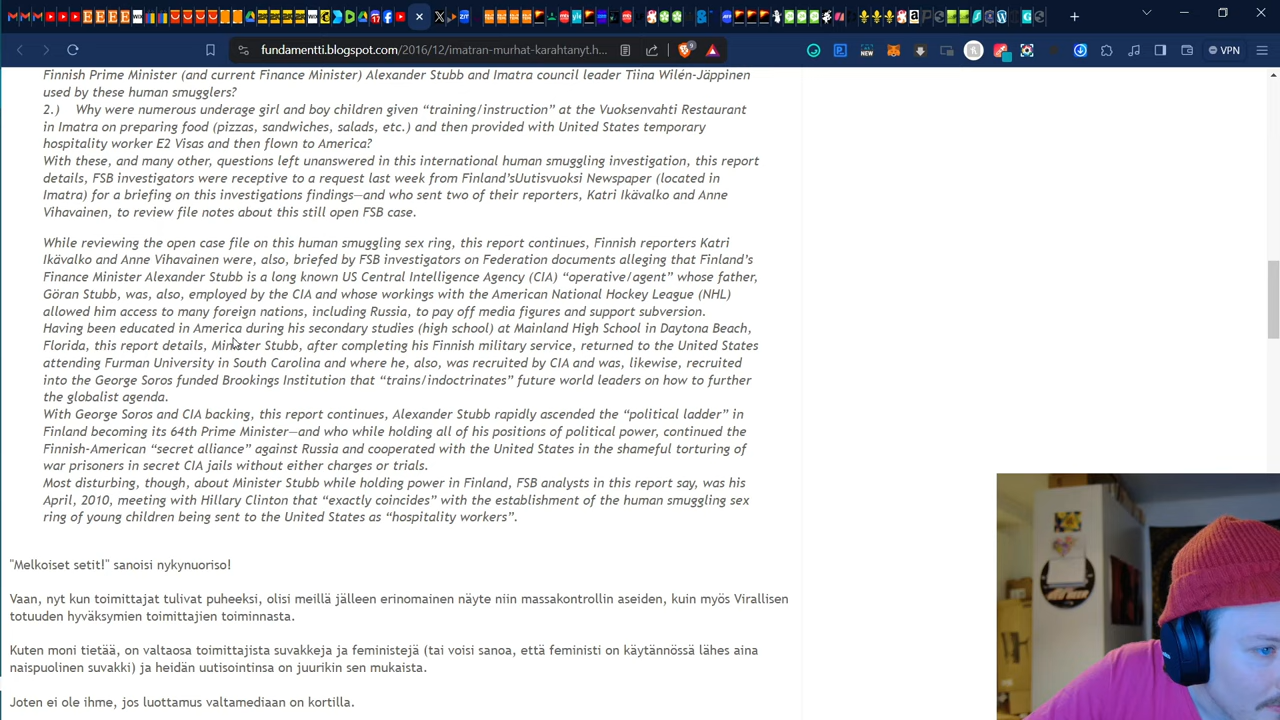 fundamentti.blogspot.com/2016/12/imatran-murhat-karahtanyt.h...
VPN
Finnish Prime Minister (and current Finance Minister) Alexander Stubb and Imatra council leader Tiina Wilén-Jäppinen
used by these human smugglers?
2.) Why were numerous underage girl and boy children given “training/instruction” at the Vuoksenvahti Restaurant
in Imatra on preparing food (pizzas, sandwiches, salads, etc.) and then provided with United States temporary
hospitality worker E2 Visas and then flown to America?
With these, and many other, questions left unanswered in this international human smuggling investigation, this report
details, FSB investigators were receptive to a request last week from Finland’sUutisvuoksi Newspaper (located in
Imatra) for a briefing on this investigations findings—and who sent two of their reporters, Katri Ikävalko and Anne
Vihavainen, to review file notes about this still open FSB case.
While reviewing the open case file on this human smuggling sex ring, this report continues, Finnish reporters Katri
Ikävalko and Anne Vihavainen were, also, briefed by FSB investigators on Federation documents alleging that Finland’s
Finance Minister Alexander Stubb is a long known US Central Intelligence Agency (CIA) “operative/agent” whose father,
Göran Stubb, was, also, employed by the CIA and whose workings with the American National Hockey League (NHL)
allowed him access to many foreign nations, including Russia, to pay off media figures and support subversion.
Having been educated in America during his secondary studies (high school) at Mainland High School in Daytona Beach,
Florida, this report details, Minister Stubb, after completing his Finnish military service, returned to the United States
attending Furman University in South Carolina and where he, also, was recruited by CIA and was, likewise, recruited
into the George Soros funded Brookings Institution that “trains/indoctrinates” future world leaders on how to further
the globalist agenda.
With George Soros and CIA backing, this report continues, Alexander Stubb rapidly ascended the “political ladder” in
Finland becoming its 64th Prime Minister—and who while holding all of his positions of political power, continued the
Finnish-American “secret alliance” against Russia and cooperated with the United States in the shameful torturing of
war prisoners in secret CIA jails without either charges or trials.
Most disturbing, though, about Minister Stubb while holding power in Finland, FSB analysts in this report say, was his
April, 2010, meeting with Hillary Clinton that “exactly coincides” with the establishment of the human smuggling sex
ring of young children being sent to the United States as “hospitality workers”.
"Melkoiset setit!" sanoisi nykynuoriso!
Vaan, nyt kun toimittajat tulivat puheeksi, olisi meillä jälleen erinomainen näyte niin massakontrollin aseiden, kuin myös Virallisen
totuuden hyväksymien toimittajien toiminnasta.
Kuten moni tietää, on valtaosa toimittajista suvakkeja ja feministejä (tai voisi sanoa, että feministi on käytännössä lähes aina
naispuolinen suvakki) ja heidän uutisointinsa on juurikin sen mukaista.
Joten ei ole ihme, jos luottamus valtamediaan on kortilla.